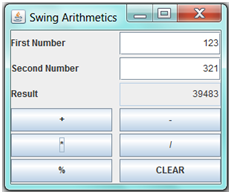 Swing Arithmetics
First Number 123
Second Number 321
Result 39483
+ -
* /
% CLEAR